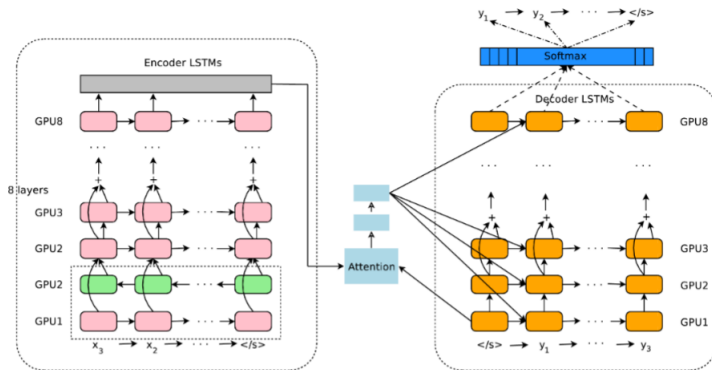 y1 y2 ... </s>
Softmax
Encoder LSTMs
Decoder LSTMs
GPU8
GPU8
...
...
8 layers
+ + +
+ + +
GPU3
GPU3
GPU2
GPU2
Attention
GPU2
GPU1
GPU1
x3 x2 ... </s>
</s> y1 ... y3